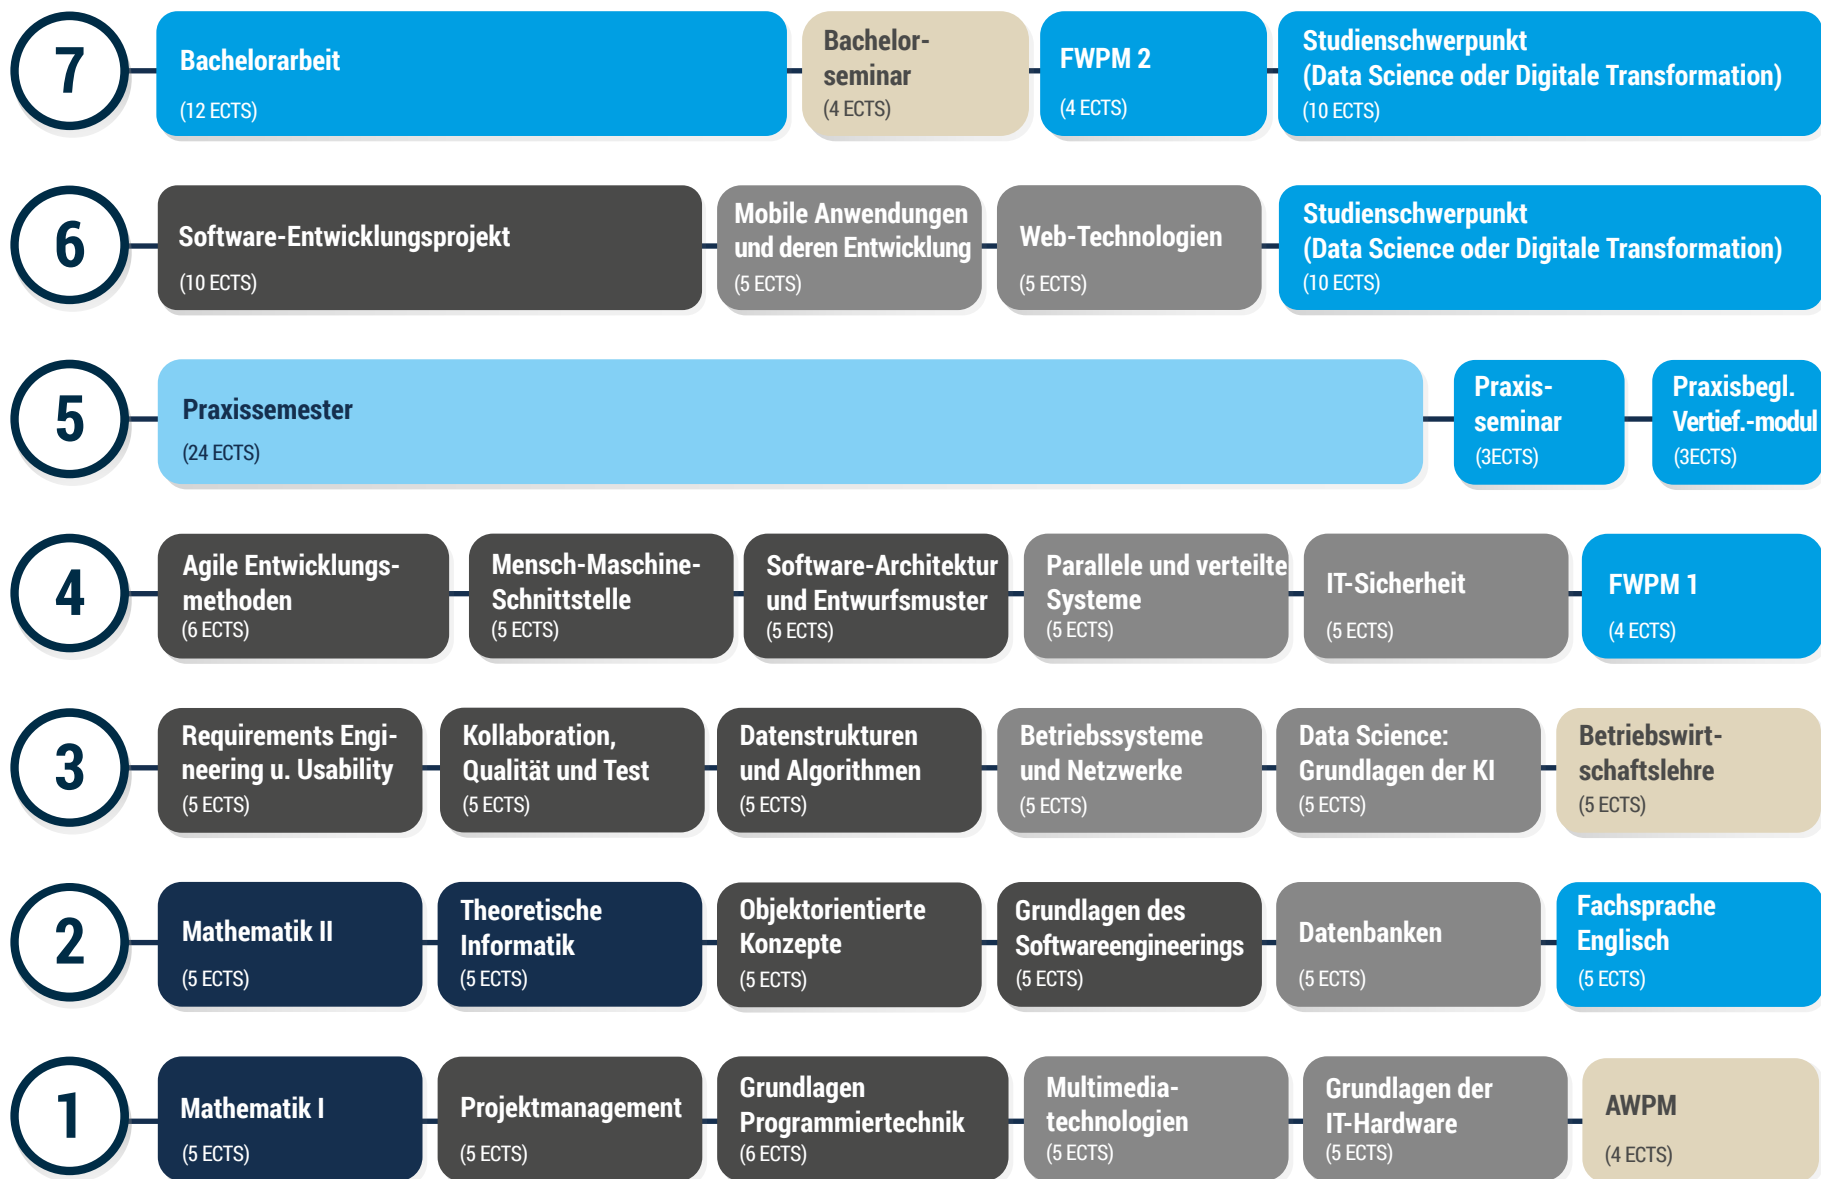 7
Bachelorarbeit
(12 ECTS)
Bachelor-
seminar
(4 ECTS)
FWPM 2
(4 ECTS)
Studienschwerpunkt
(Data Science oder Digitale Transformation)
(10 ECTS)
6
Software-Entwicklungsprojekt
(10 ECTS)
Mobile Anwendungen
und deren Entwicklung
(5 ECTS)
Web-Technologien
(5 ECTS)
Studienschwerpunkt
(Data Science oder Digitale Transformation)
(10 ECTS)
5
Praxissemester
(24 ECTS)
Praxis-
seminar
(3ECTS)
Praxisbegl.
Vertief.-modul
(3ECTS)
4
Agile Entwicklungs-
methoden
(6 ECTS)
Mensch-Maschine-
Schnittstelle
(5 ECTS)
Software-Architektur
und Entwurfsmuster
(5 ECTS)
Parallele und verteilte
Systeme
(5 ECTS)
IT-Sicherheit
(5 ECTS)
FWPM 1
(4 ECTS)
3
Requirements Engi-
neering u. Usability
(5 ECTS)
Kollaboration,
Qualität und Test
(5 ECTS)
Datenstrukturen
und Algorithmen
(5 ECTS)
Betriebssysteme
und Netzwerke
(5 ECTS)
Data Science:
Grundlagen der KI
(5 ECTS)
Betriebswirt-
schaftslehre
(5 ECTS)
2
Mathematik II
(5 ECTS)
Theoretische
Informatik
(5 ECTS)
Objektorientierte
Konzepte
(5 ECTS)
Grundlagen des
Softwareengineerings
(5 ECTS)
Datenbanken
(5 ECTS)
Fachsprache
Englisch
(5 ECTS)
1
Mathematik I
(5 ECTS)
Projektmanagement
(5 ECTS)
Grundlagen
Programmiertechnik
(6 ECTS)
Multimedia-
technologien
(5 ECTS)
Grundlagen der
IT-Hardware
(5 ECTS)
AWPM
(4 ECTS)